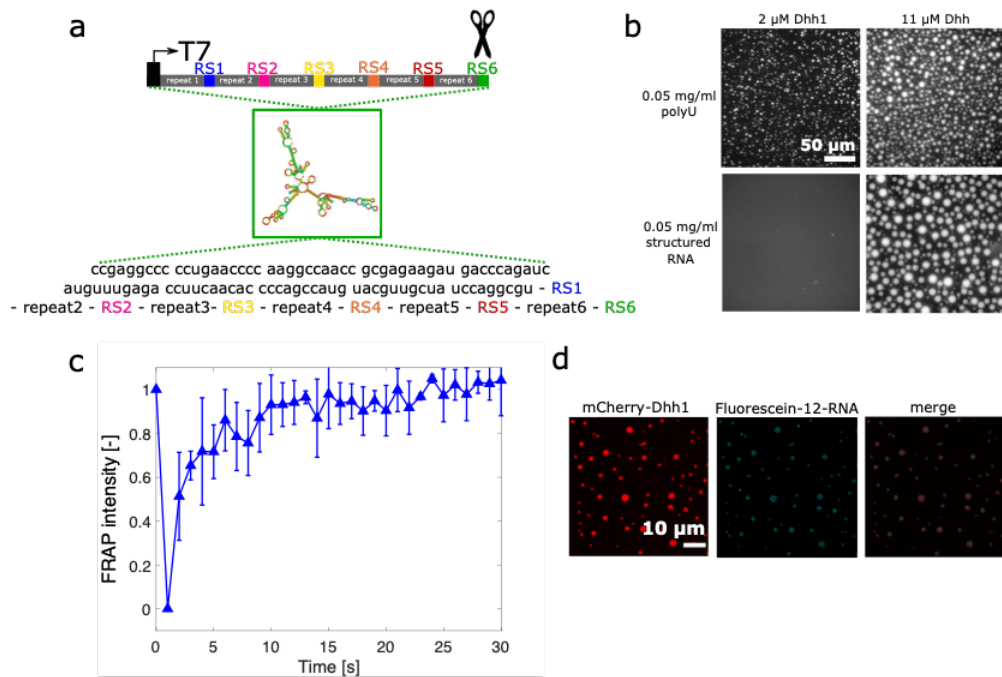 a
T7
RS1 RS2 RS3 RS4 RS5 RS6
repeat 1 repeat 2 repeat 3 repeat 4 repeat 5 repeat 6
ccgaggcccc ccugaacccc aaggccaacc gcgagaagau gacccagauc
auguuugaga ccuucaacac ccccagccaugu uacguugcua uccaggcgu - RS1
- repeat2 - RS2 - repeat3- RS3 - repeat4 - RS4 - repeat5 - RS5 - repeat6 - RS6
b
2 μM Dhh1 11 μM Dhh
0.05 mg/ml
polyU
50 μm
0.05 mg/ml
structured
RNA
c
FRAP intensity [-]
1
0.8
0.6
0.4
0.2
0
0 5 10 15 20 25 30
Time [s]
d
mCherry-Dhh1 Fluorescein-12-RNA merge
10 μm